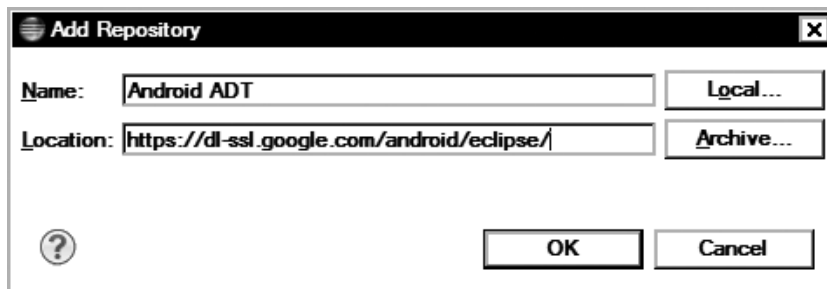 Add Repository
Name: Android ADT Local...
Location: https://dl-ssl.google.com/android/eclipse/ Archive...
? OK Cancel